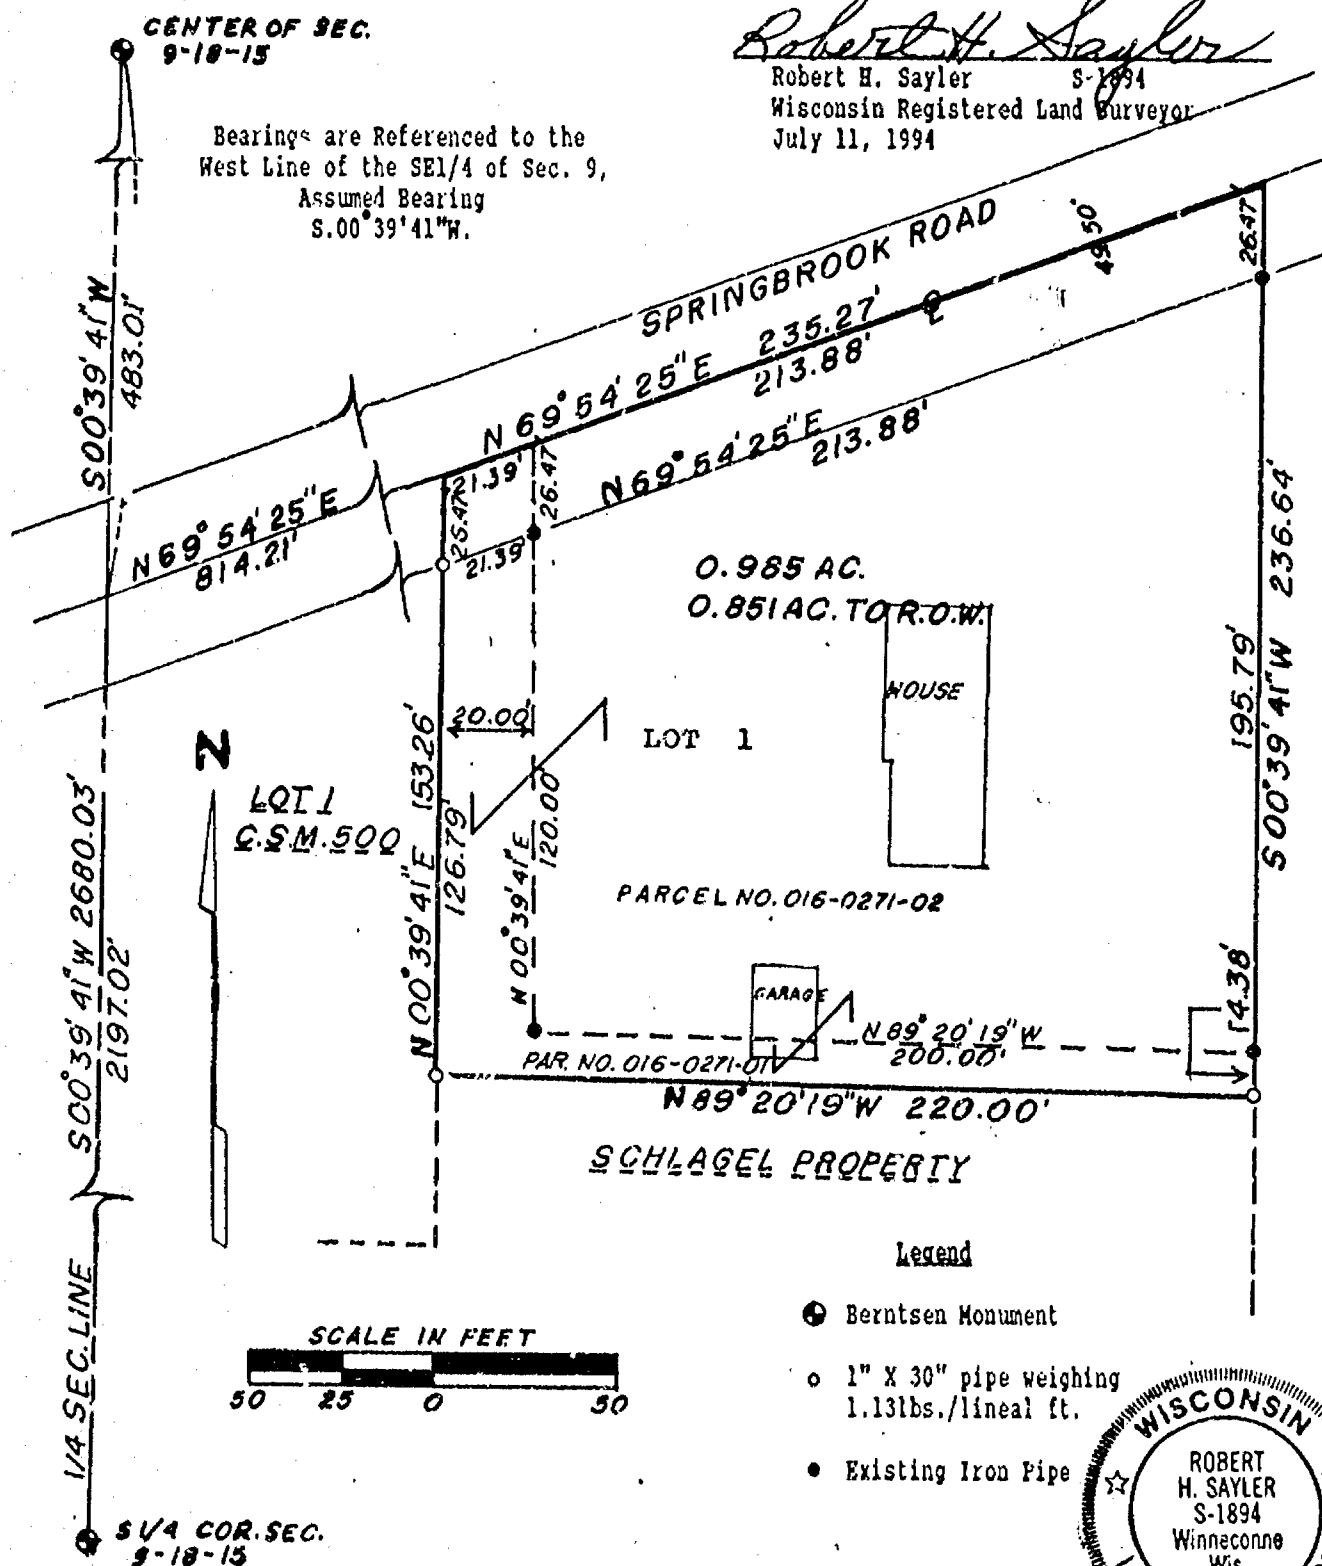 CENTER OF SEC.
9-18-15
Robert H. Sayler
Robert H. Sayler S-1894
Wisconsin Registered Land Surveyor
July 11, 1994
Bearings are Referenced to the
West Line of the SE1/4 of Sec. 9,
Assumed Bearing
S.00°39'41"W.
S00°39'41"W
483.01'
SPRINGBROOK ROAD
49.50'
26.47'
N 69°54'25"E 235.27'
213.88'
21.39'
N 69°54'25"E
213.88'
26.47'
N 69°54'25"E
814.21'
21.39'
0.985 AC.
0.851 AC. TO R.O.W.
HOUSE
20.00'
LOT 1
N
LOT 1
C.S.M. 500
N 00°39'41"E 153.26'
126.79'
N 00°39'41"E
120.00'
S 00°39'41"W 236.64'
195.79'
PARCEL NO. 016-0271-02
S00°39'41"W 2680.03'
2197.02'
GARAGE
14.38'
N 89°20'19"W
200.00'
PAR. NO. 016-0271-01
N 89°20'19"W 220.00'
SCHLAGEL PROPERTY
Legend
Berntsen Monument
1" X 30" pipe weighing
1.13lbs./lineal ft.
Existing Iron Pipe
SCALE IN FEET
50 25 0 50
1/4 SEC. LINE
S 1/4 COR. SEC.
9-18-15
WISCONSIN
ROBERT
H. SAYLER
S-1894
Winneconne
Wis.